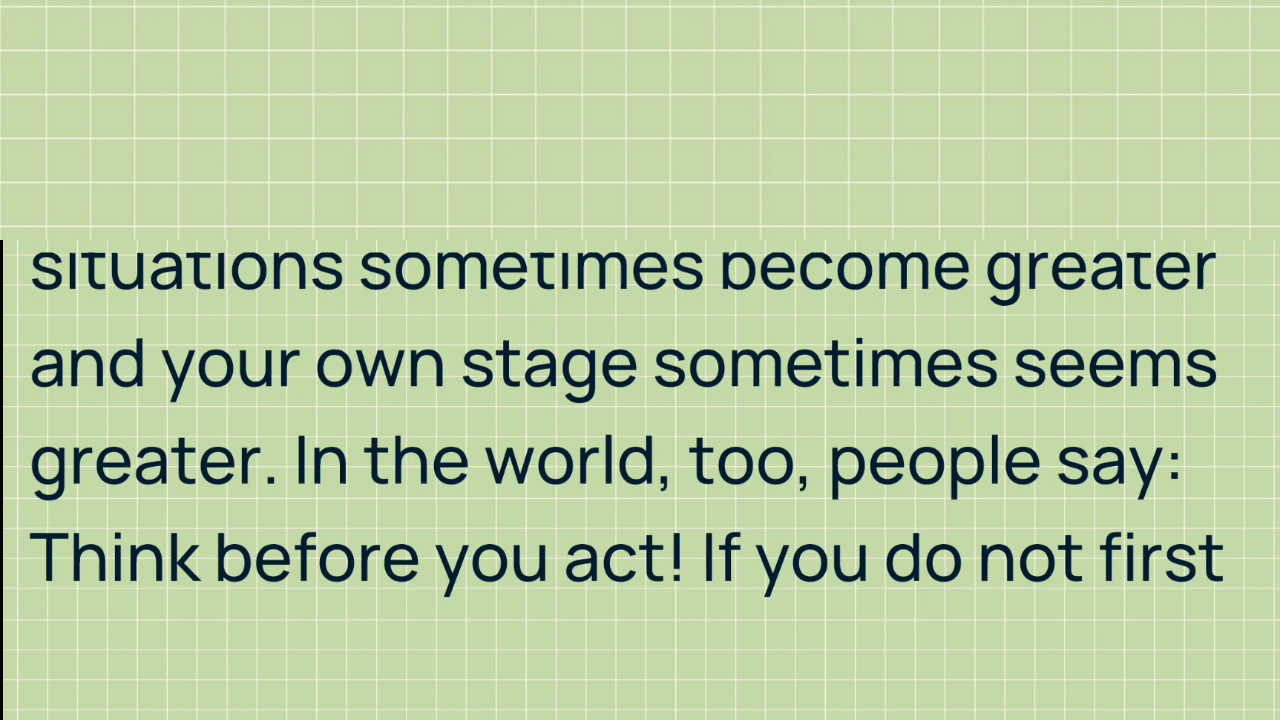 situations sometimes become greater
and your own stage sometimes seems
greater. In the world, too, people say:
Think before you act! If you do not first